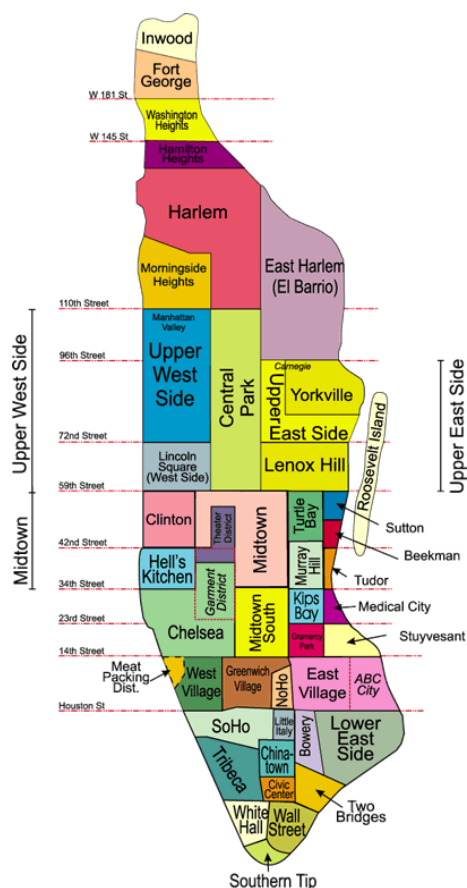 Inwood
Fort
George
W 181 St
Washington
Heights
W 145 St
Hamilton
Heights
Harlem
East Harlem
(El Barrio)
Morningside
Heights
110th Street
Manhattan
Valley
Upper
West
Side
Upper West Side
Central
Park
96th Street
Carnegie
Upper
East Side
Yorkville
Upper East Side
Roosevelt Island
72nd Street
Lincoln
Square
(West Side)
Lenox Hill
59th Street
Midtown
Clinton
Theater
District
Midtown
Turtle
Bay
Sutton
Beekman
42nd Street
Hell's
Kitchen
Garment
District
Murray
Hill
Tudor
34th Street
Chelsea
Midtown
South
Kips
Bay
Medical City
23rd Street
Gramercy
Park
Stuyvesant
14th Street
Meat
Packing
Dist.
West
Village
Greenwich
Village
NoHo
East
Village
ABC
City
Houston St
SoHo
Little
Italy
Bowery
Lower
East
Side
Tribeca
China-
town
Civic
Center
Two
Bridges
White
Hall
Wall
Street
Southern Tip